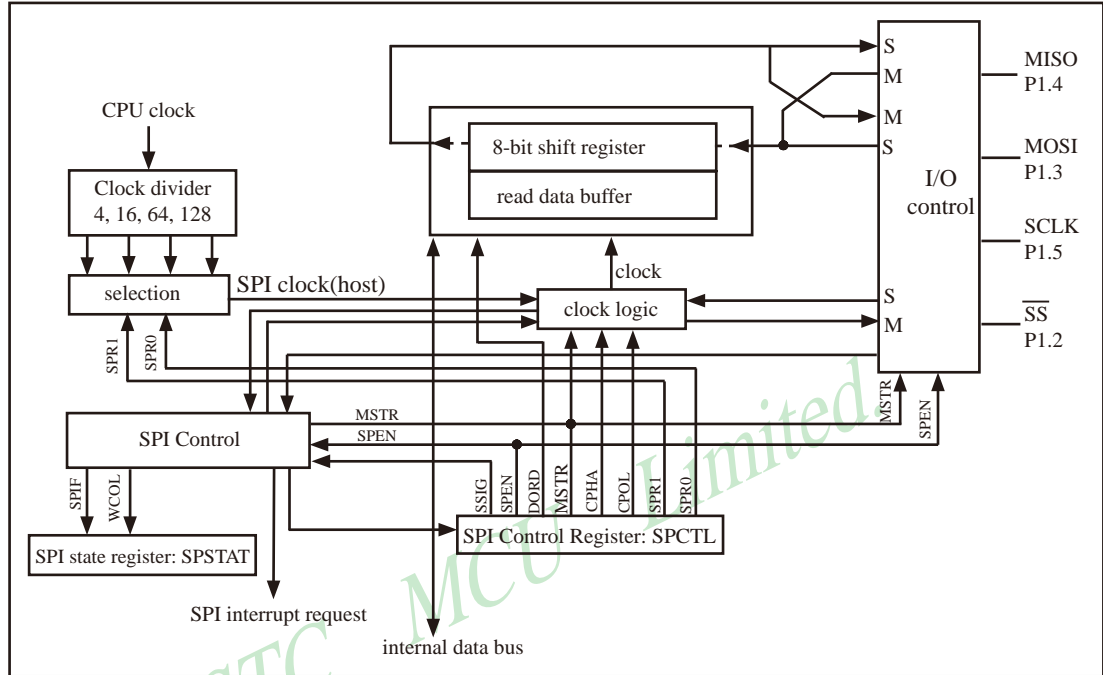 S
MISO
M
P1.4
CPU clock
M
8-bit shift register
S
MOSI
P1.3
Clock divider
4, 16, 64, 128
read data buffer
I/O
control
SCLK
P1.5
selection
SPI clock(host)
clock
clock logic
S
M
SS
P1.2
SPR1
SPR0
MSTR
SPEN
SPI Control
MSTR
SPEN
SPIF
WCOL
SSIG
SPEN
DORD
MSTR
CPHA
CPOL
SPR1
SPR0
SPI state register: SPSTAT
SPI Control Register: SPCTL
SPI interrupt request
internal data bus
STC MCU Limited.